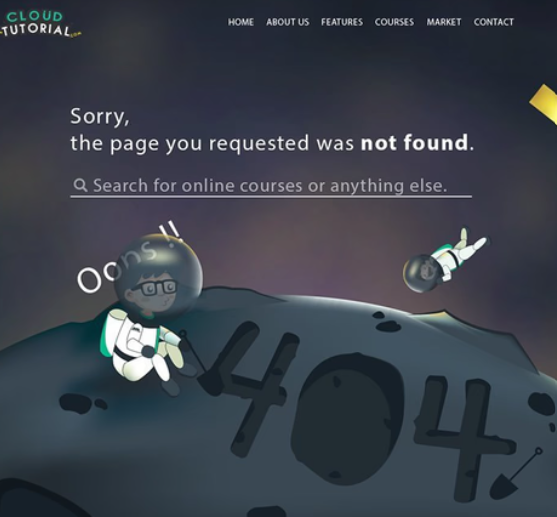 CLOUD
TUTORIAL.com
HOME ABOUT US FEATURES COURSES MARKET CONTACT
Sorry,
the page you requested was not found.
Search for online courses or anything else.
Oops !!
404